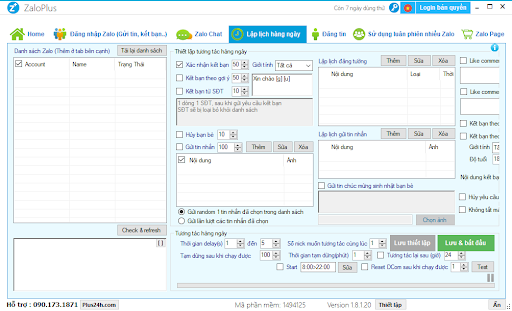 ZaloPlus
Còn 7 ngày dùng thử
Login bản quyền
Home
Đăng nhập Zalo (Gửi tin, kết bạn..)
Zalo Chat
Lập lịch hàng ngày
Đăng tin
Sử dụng luân phiên nhiều Zalo
Zalo Page
Danh sách Zalo (Thêm ở tab bên cạnh)
Tải lại danh sách
Account
Name
Trạng Thái
Check & refresh
Thiết lập tương tác hàng ngày
Xác nhận kết bạn 50
Giới tính
Tất cả
Kết bạn theo gợi ý 50
Xin chào [g] [u]
Kết bạn từ SĐT 10
1 dòng 1 SĐT, sau khi gửi yêu cầu kết bạn
SĐT sẽ bị loại bỏ khỏi danh sách
Hủy bạn bè 10
Gửi tin nhắn 100
Thêm
Sửa
Xóa
Nội dung
Ảnh
Gửi random 1 tin nhắn đã chọn trong danh sách
Gửi lần lượt các tin nhắn đã chọn
Lập lịch đăng tường
Thêm
Sửa
Xóa
Nội dung
Loại
Thời
Lập lịch gửi tin nhắn
Thêm
Sửa
Xóa
Nội dung
Ảnh
Gửi tin chúc mừng sinh nhật bạn bè
Chọn ảnh
Like comme
Like comme
Kết bạn theo
Kết bạn theo
Giới tính
Độ tuổi 18
Nội dung kết bạ
Hủy yêu cầu
Không tắt m
Tương tác hàng ngày
Thời gian delay(s) 1 đến 5
Số nick muốn tương tác cùng lúc 1
Lưu thiết lập
Lưu & bắt đầu
Tạm dừng sau khi chạy được 100
Thời gian tạm dừng(phút) 1
Tương tác lại sau (giờ) 24
Start 8:00>22:00
Sửa
Reset DCom sau khi chạy được 1
Test
Hỗ trợ : 090.173.1871
Plus24h.com
Mã phần mềm: 1494125
Version 1.8.1.20
Thiết lập
Ẩn